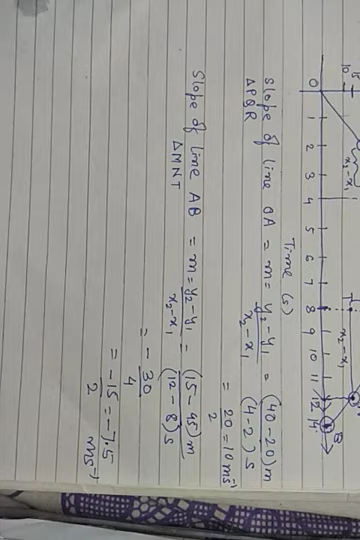 15
10
x₂-x₁
x₂-x₁
B
0 1 2 3 4 5 6 7 8 9 10 11 12 14
Time (s)
Slope of line OA = m = y₂-y₁ / x₂-x₁ = (40-20)m / (4-2)s
ΔPQR
= 20 / 2 = 10ms⁻¹
Slope of line AB = m = y₂-y₁ / x₂-x₁ = (15-45)m / (12-8)s
ΔMNT
= - 30 / 4
= -15 / 2 = -7.5 ms⁻¹